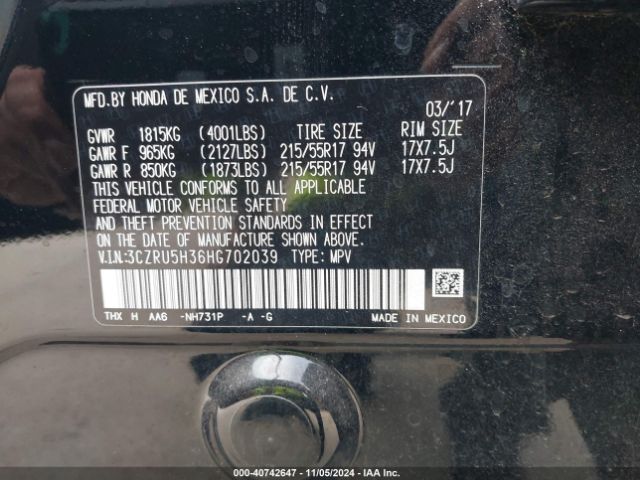 MFD.BY HONDA DE MEXICO S.A. DE C.V.
03/'17
GVWR 1815KG (4001LBS) TIRE SIZE RIM SIZE
GAWR F 965KG (2127LBS) 215/55R17 94V 17X7.5J
GAWR R 850KG (1873LBS) 215/55R17 94V 17X7.5J
THIS VEHICLE CONFORMS TO ALL APPLICABLE
FEDERAL MOTOR VEHICLE SAFETY
AND THEFT PREVENTION STANDARDS IN EFFECT
ON THE DATE OF MANUFACTURE SHOWN ABOVE.
V.I.N:3CZRU5H36HG702039 TYPE: MPV
THX H AA6 -NH731P -A -G MADE IN MEXICO
000-40742647 - 11/05/2024 - IAA Inc.